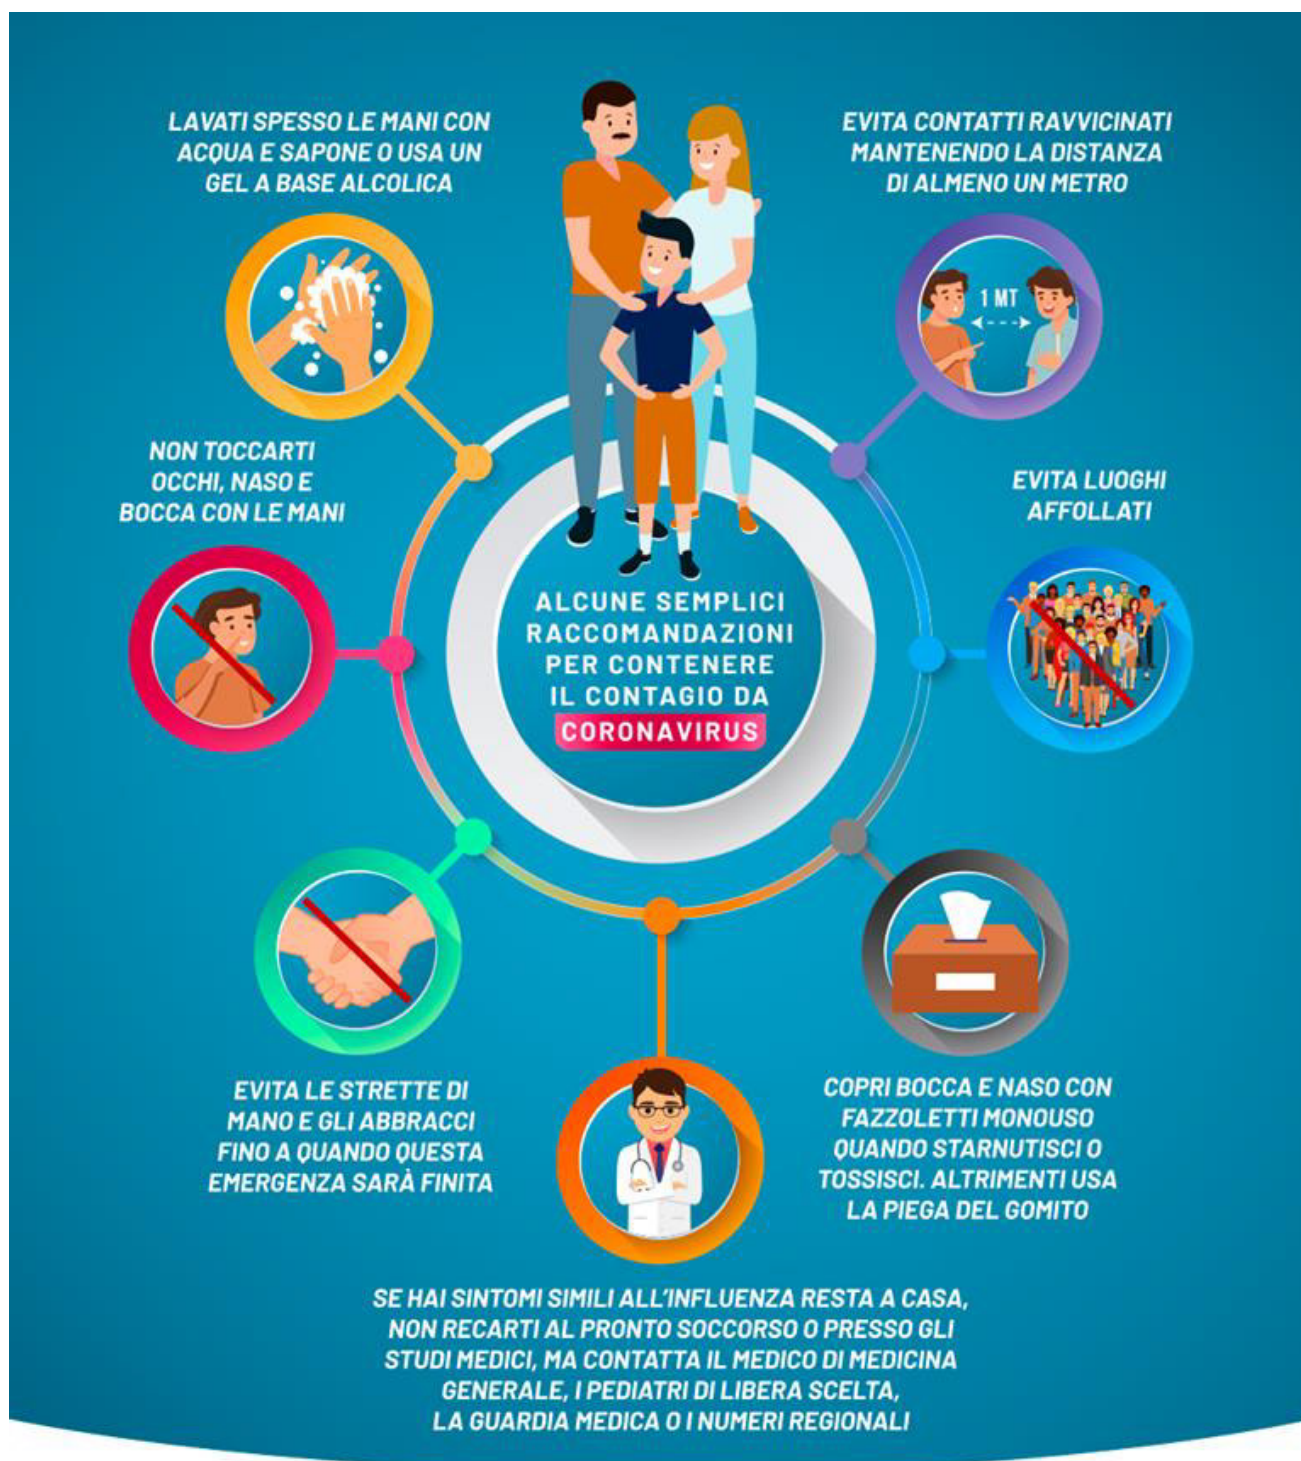 LAVATI SPESSO LE MANI CON
ACQUA E SAPONE O USA UN
GEL A BASE ALCOLICA
EVITA CONTATTI RAVVICINATI
MANTENENDO LA DISTANZA
DI ALMENO UN METRO
1 MT
NON TOCCARTI
OCCHI, NASO E
BOCCA CON LE MANI
EVITA LUOGHI
AFFOLLATI
ALCUNE SEMPLICI
RACCOMANDAZIONI
PER CONTENERE
IL CONTAGIO DA
CORONAVIRUS
EVITA LE STRETTE DI
MANO E GLI ABBRACCI
FINO A QUANDO QUESTA
EMERGENZA SARÀ FINITA
COPRI BOCCA E NASO CON
FAZZOLETTI MONOUSO
QUANDO STARNUTISCI O
TOSSISCI. ALTRIMENTI USA
LA PIEGA DEL GOMITO
SE HAI SINTOMI SIMILI ALL'INFLUENZA RESTA A CASA,
NON RECARTI AL PRONTO SOCCORSO O PRESSO GLI
STUDI MEDICI, MA CONTATTA IL MEDICO DI MEDICINA
GENERALE, I PEDIATRI DI LIBERA SCELTA,
LA GUARDIA MEDICA O I NUMERI REGIONALI